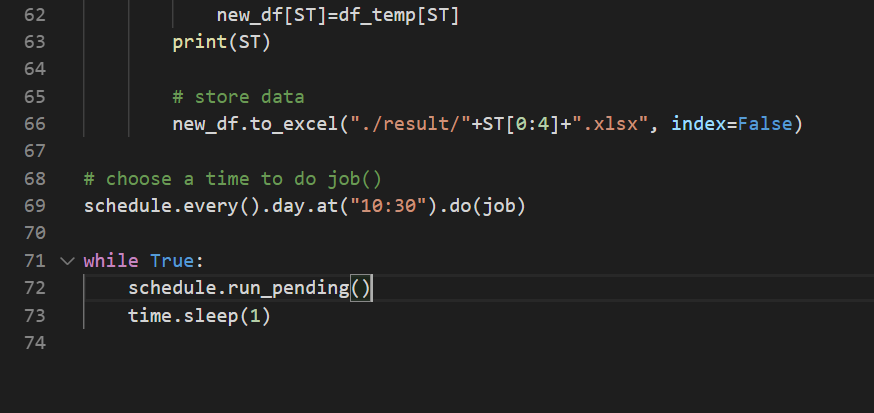 62 new_df[ST]=df_temp[ST]
63 print(ST)
64
65 # store data
66 new_df.to_excel("./result/"+ST[0:4]+".xlsx", index=False)
67
68 # choose a time to do job()
69 schedule.every().day.at("10:30").do(job)
70
71 while True:
72 schedule.run_pending()
73 time.sleep(1)
74